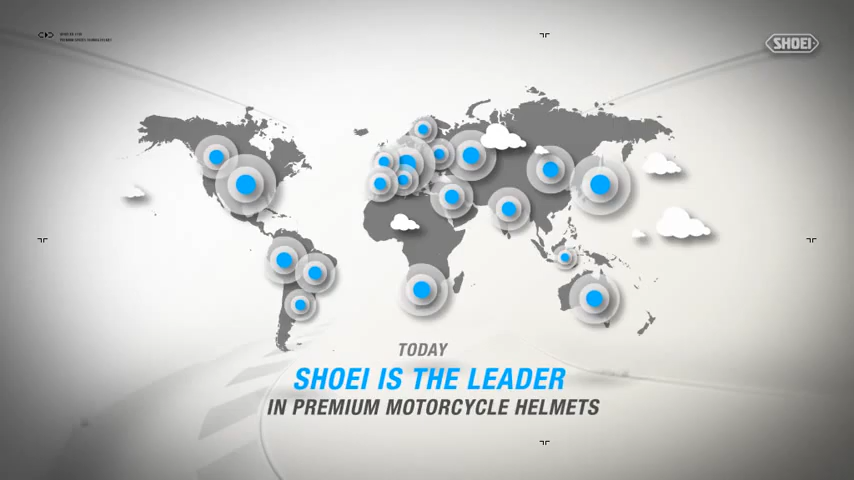 SHOEI
TODAY
SHOEI IS THE LEADER
IN PREMIUM MOTORCYCLE HELMETS